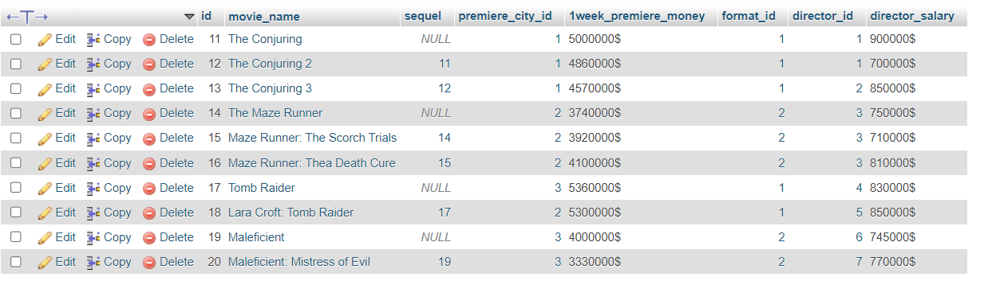 ←T→ id movie_name sequel premiere_city_id 1week_premiere_money format_id director_id director_salary
Edit Copy Delete 11 The Conjuring NULL 1 5000000$ 1 1 900000$
Edit Copy Delete 12 The Conjuring 2 11 1 4860000$ 1 1 700000$
Edit Copy Delete 13 The Conjuring 3 12 1 4570000$ 1 2 850000$
Edit Copy Delete 14 The Maze Runner NULL 2 3740000$ 2 3 750000$
Edit Copy Delete 15 Maze Runner: The Scorch Trials 14 2 3920000$ 2 3 710000$
Edit Copy Delete 16 Maze Runner: Thea Death Cure 15 2 4100000$ 2 3 810000$
Edit Copy Delete 17 Tomb Raider NULL 3 5360000$ 1 4 830000$
Edit Copy Delete 18 Lara Croft: Tomb Raider 17 2 5300000$ 1 5 850000$
Edit Copy Delete 19 Maleficient NULL 3 4000000$ 2 6 745000$
Edit Copy Delete 20 Maleficient: Mistress of Evil 19 3 3330000$ 2 7 770000$